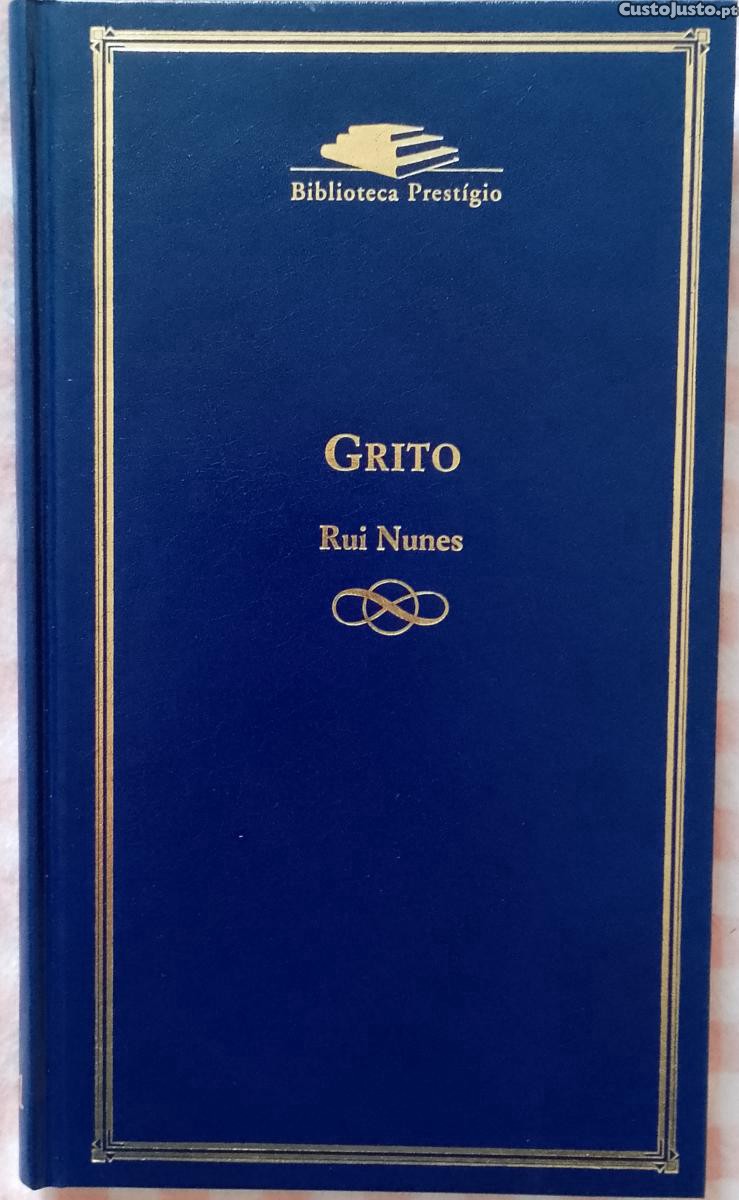 CustoJusto.pt
Biblioteca Prestígio
GRITO
Rui Nunes